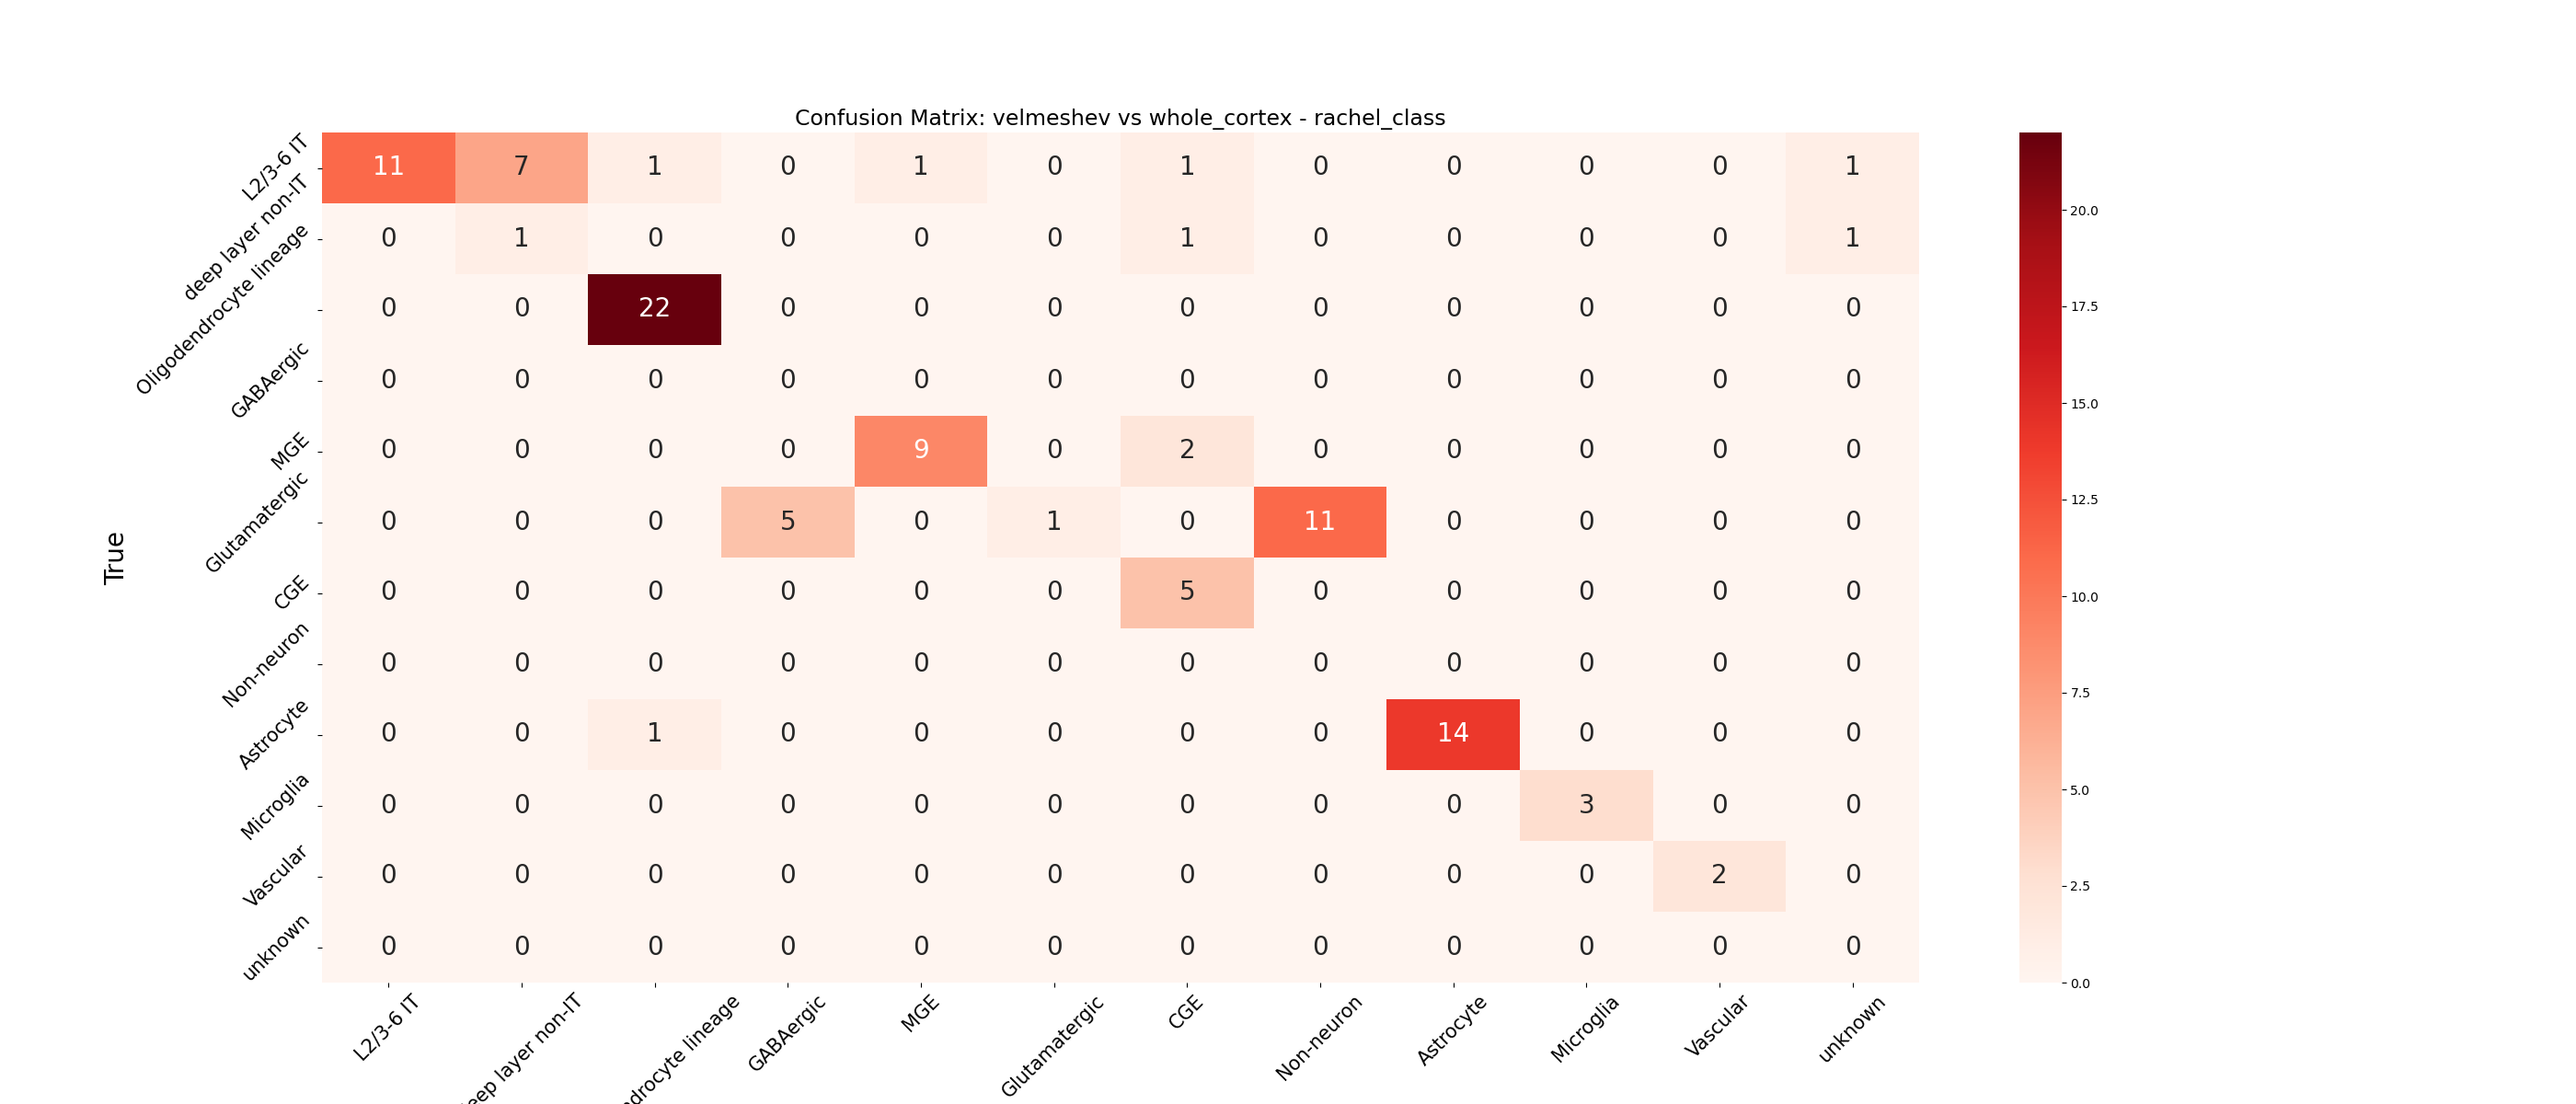 Confusion Matrix: velmeshev vs whole_cortex - rachel_class
L2/3-6 IT 11 7 1 0 1 0 1 0 0 0 0 1
deep layer non-IT 0 1 0 0 0 0 1 0 0 0 0 1
Oligodendrocyte lineage 0 0 22 0 0 0 0 0 0 0 0 0
GABAergic 0 0 0 0 0 0 0 0 0 0 0 0
MGE 0 0 0 0 9 0 2 0 0 0 0 0
Glutamatergic 0 0 0 5 0 1 0 11 0 0 0 0
CGE 0 0 0 0 0 0 5 0 0 0 0 0
Non-neuron 0 0 0 0 0 0 0 0 0 0 0 0
Astrocyte 0 0 1 0 0 0 0 0 14 0 0 0
Microglia 0 0 0 0 0 0 0 0 0 3 0 0
Vascular 0 0 0 0 0 0 0 0 0 0 2 0
unknown 0 0 0 0 0 0 0 0 0 0 0 0
True
L2/3-6 IT eep layer non-IT ndrocyte lineage GABAergic MGE Glutamatergic CGE Non-neuron Astrocyte Microglia Vascular unknown
20.0
17.5
15.0
12.5
10.0
7.5
5.0
2.5
0.0